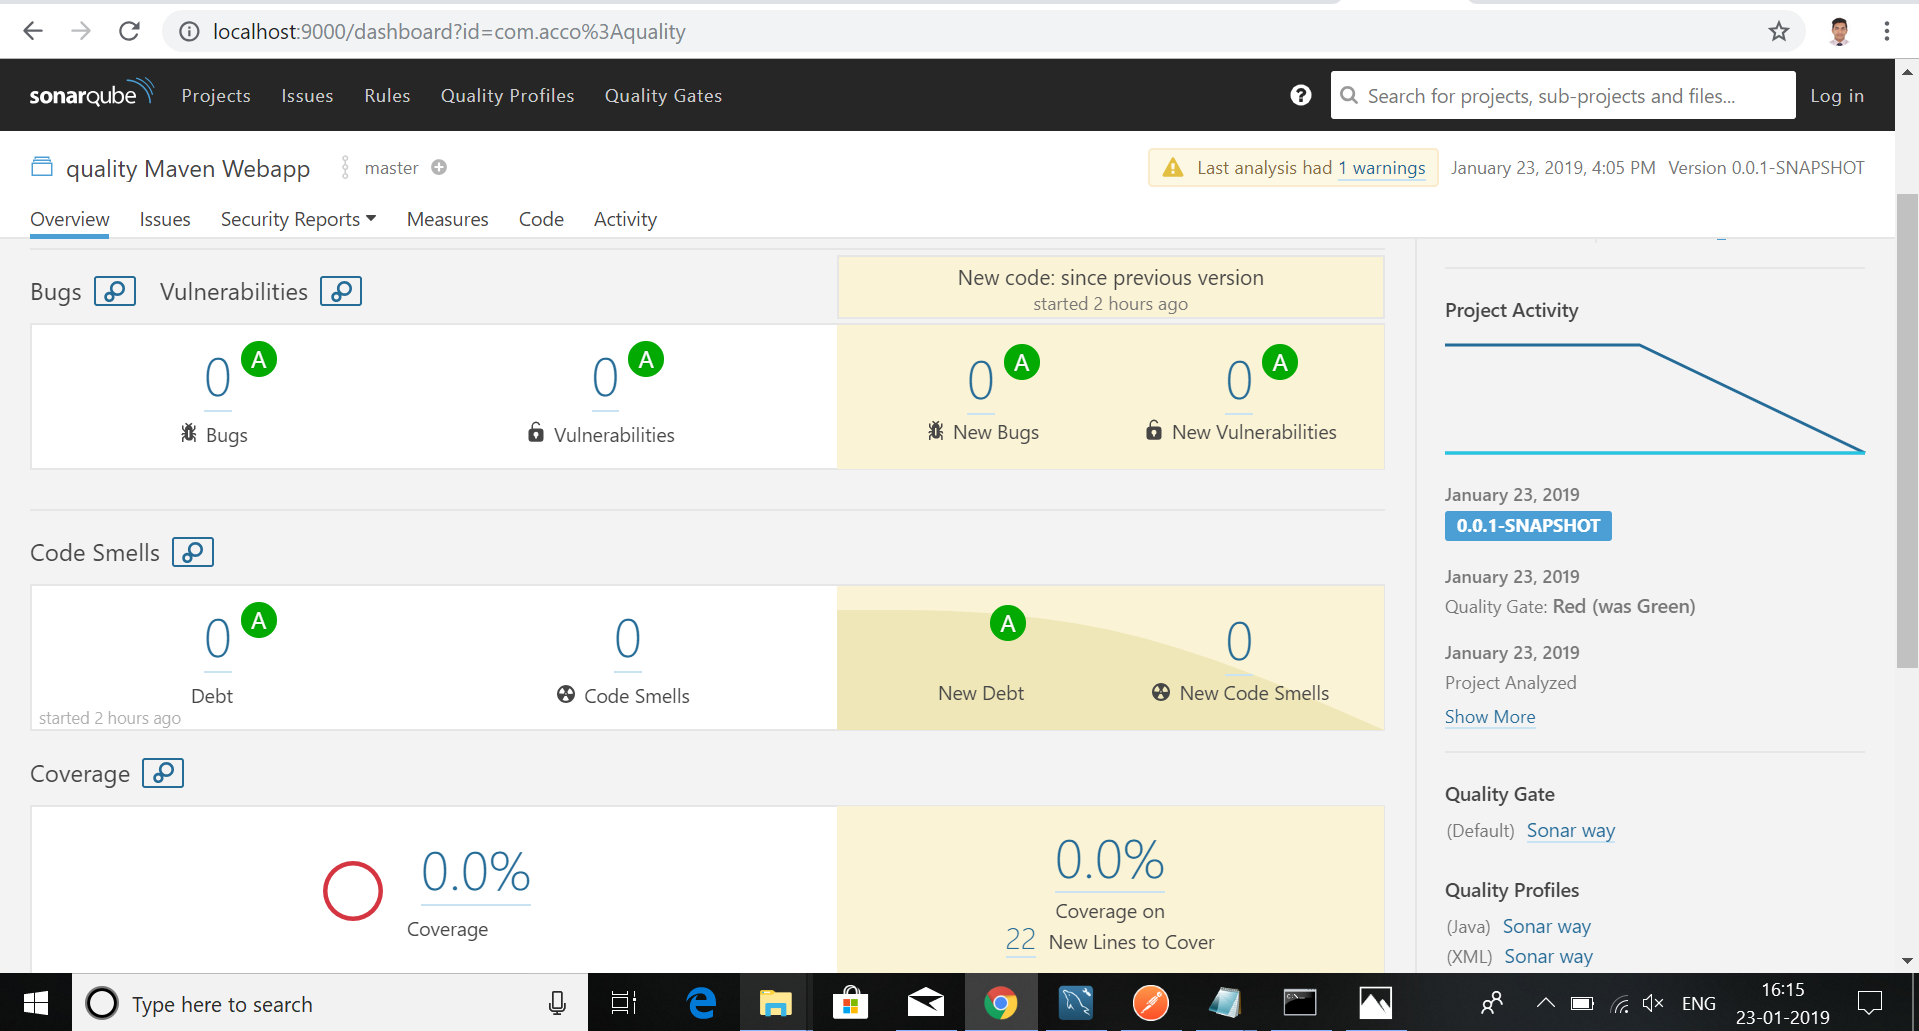 localhost:9000/dashboard?id=com.acco%3Aquality
sonarqube Projects Issues Rules Quality Profiles Quality Gates ? Search for projects, sub-projects and files... Log in
quality Maven Webapp master Last analysis had 1 warnings January 23, 2019, 4:05 PM Version 0.0.1-SNAPSHOT
Overview Issues Security Reports Measures Code Activity
Bugs Vulnerabilities
New code: since previous version
started 2 hours ago
0 A
Bugs
0 A
Vulnerabilities
0 A
New Bugs
0 A
New Vulnerabilities
Code Smells
0 A
Debt
0
Code Smells
started 2 hours ago
A
New Debt
0
New Code Smells
Coverage
0.0%
Coverage
0.0%
Coverage on
22 New Lines to Cover
Project Activity
January 23, 2019
0.0.1-SNAPSHOT
January 23, 2019
Quality Gate: Red (was Green)
January 23, 2019
Project Analyzed
Show More
Quality Gate
(Default) Sonar way
Quality Profiles
(Java) Sonar way
(XML) Sonar way
Type here to search
ENG
16:15
23-01-2019